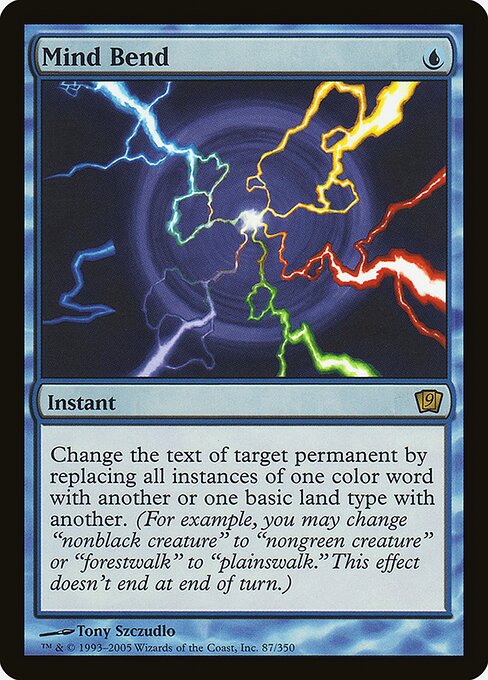 Mind Bend
Instant
9
Change the text of target permanent by
replacing all instances of one color word
with another or one basic land type with
another. (For example, you may change
“nonblack creature” to “nongreen creature”
or “forestwalk” to “plainswalk.” This effect
doesn’t end at end of turn.)
Tony Szczudlo
™ & © 1993–2005 Wizards of the Coast, Inc. 87/350